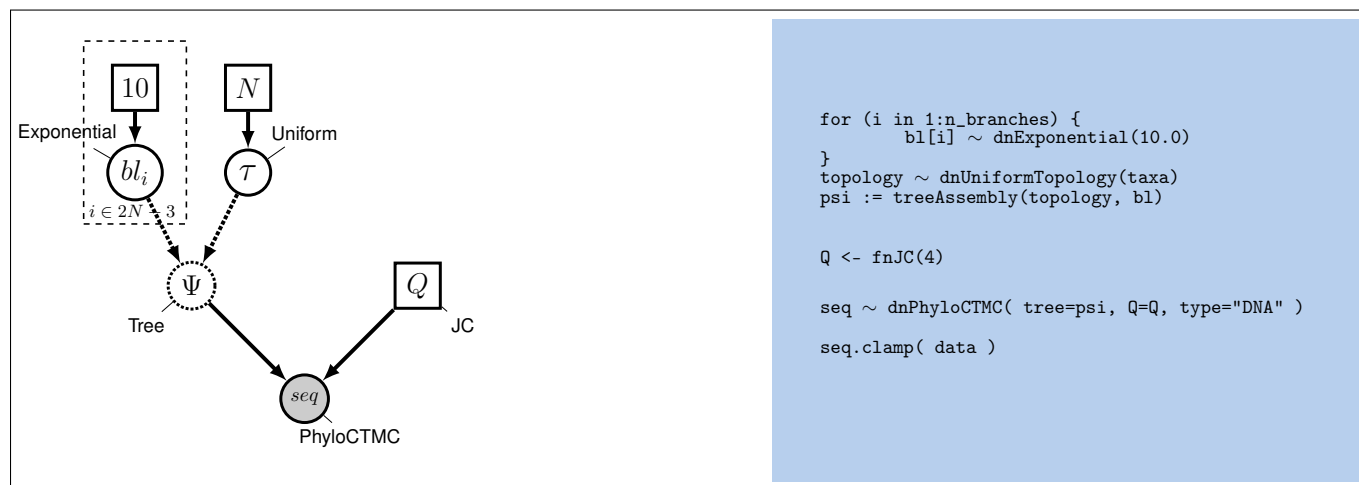 10
N
Exponential
Uniform
bl_i
τ
i ∈ 2N − 3
Ψ
Q
Tree
JC
seq
PhyloCTMC
for (i in 1:n_branches) {
bl[i] ∼ dnExponential(10.0)
}
topology ∼ dnUniformTopology(taxa)
psi := treeAssembly(topology, bl)
Q <- fnJC(4)
seq ∼ dnPhyloCTMC( tree=psi, Q=Q, type="DNA" )
seq.clamp( data )